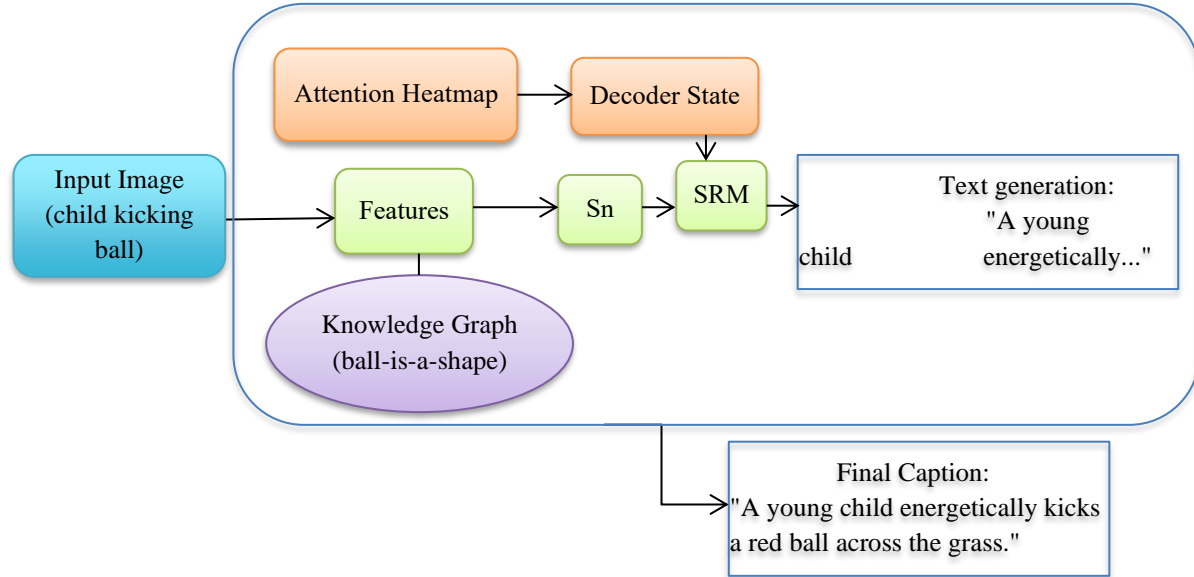 Attention Heatmap
Decoder State
Input Image
(child kicking
ball)
Features
Sn
SRM
Text generation:
"A young
child energetically..."
Knowledge Graph
(ball-is-a-shape)
Final Caption:
"A young child energetically kicks
a red ball across the grass."